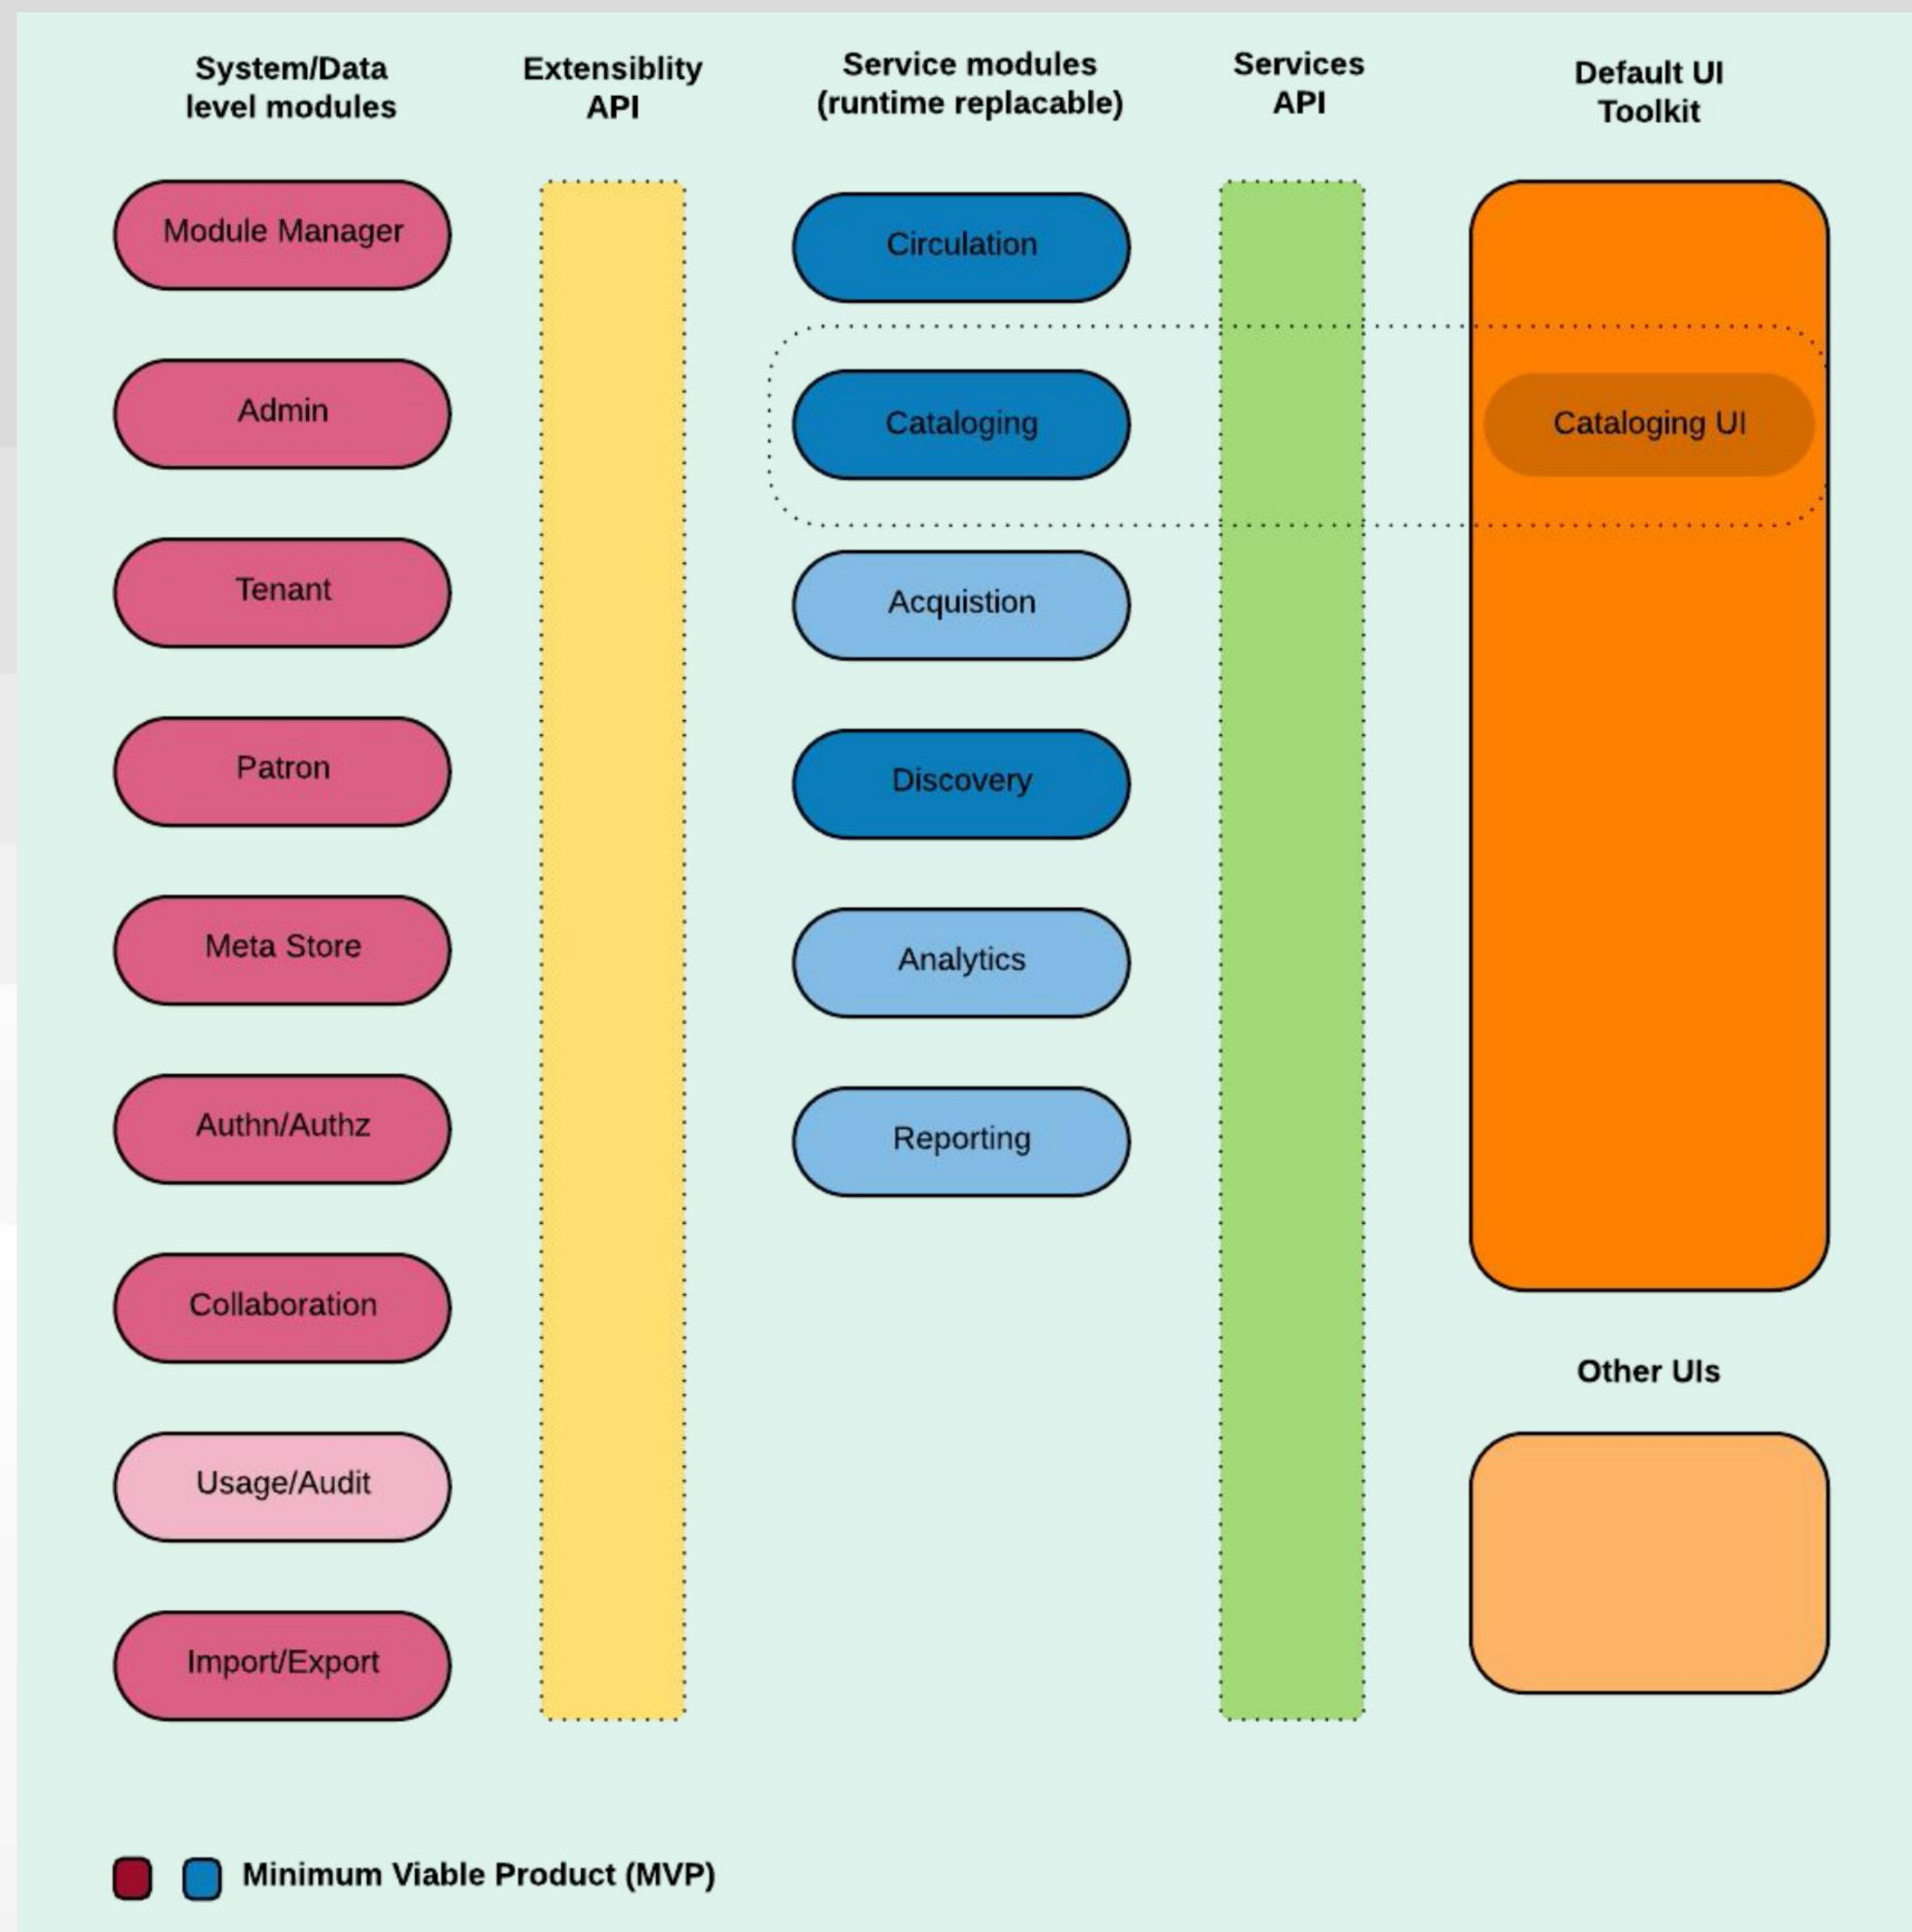 System/Data
level modules
Extensiblity
API
Service modules
(runtime replacable)
Services
API
Default UI
Toolkit
Module Manager
Admin
Tenant
Patron
Meta Store
Authn/Authz
Collaboration
Usage/Audit
Import/Export
Circulation
Cataloging
Acquistion
Discovery
Analytics
Reporting
Cataloging UI
Other UIs
Minimum Viable Product (MVP)